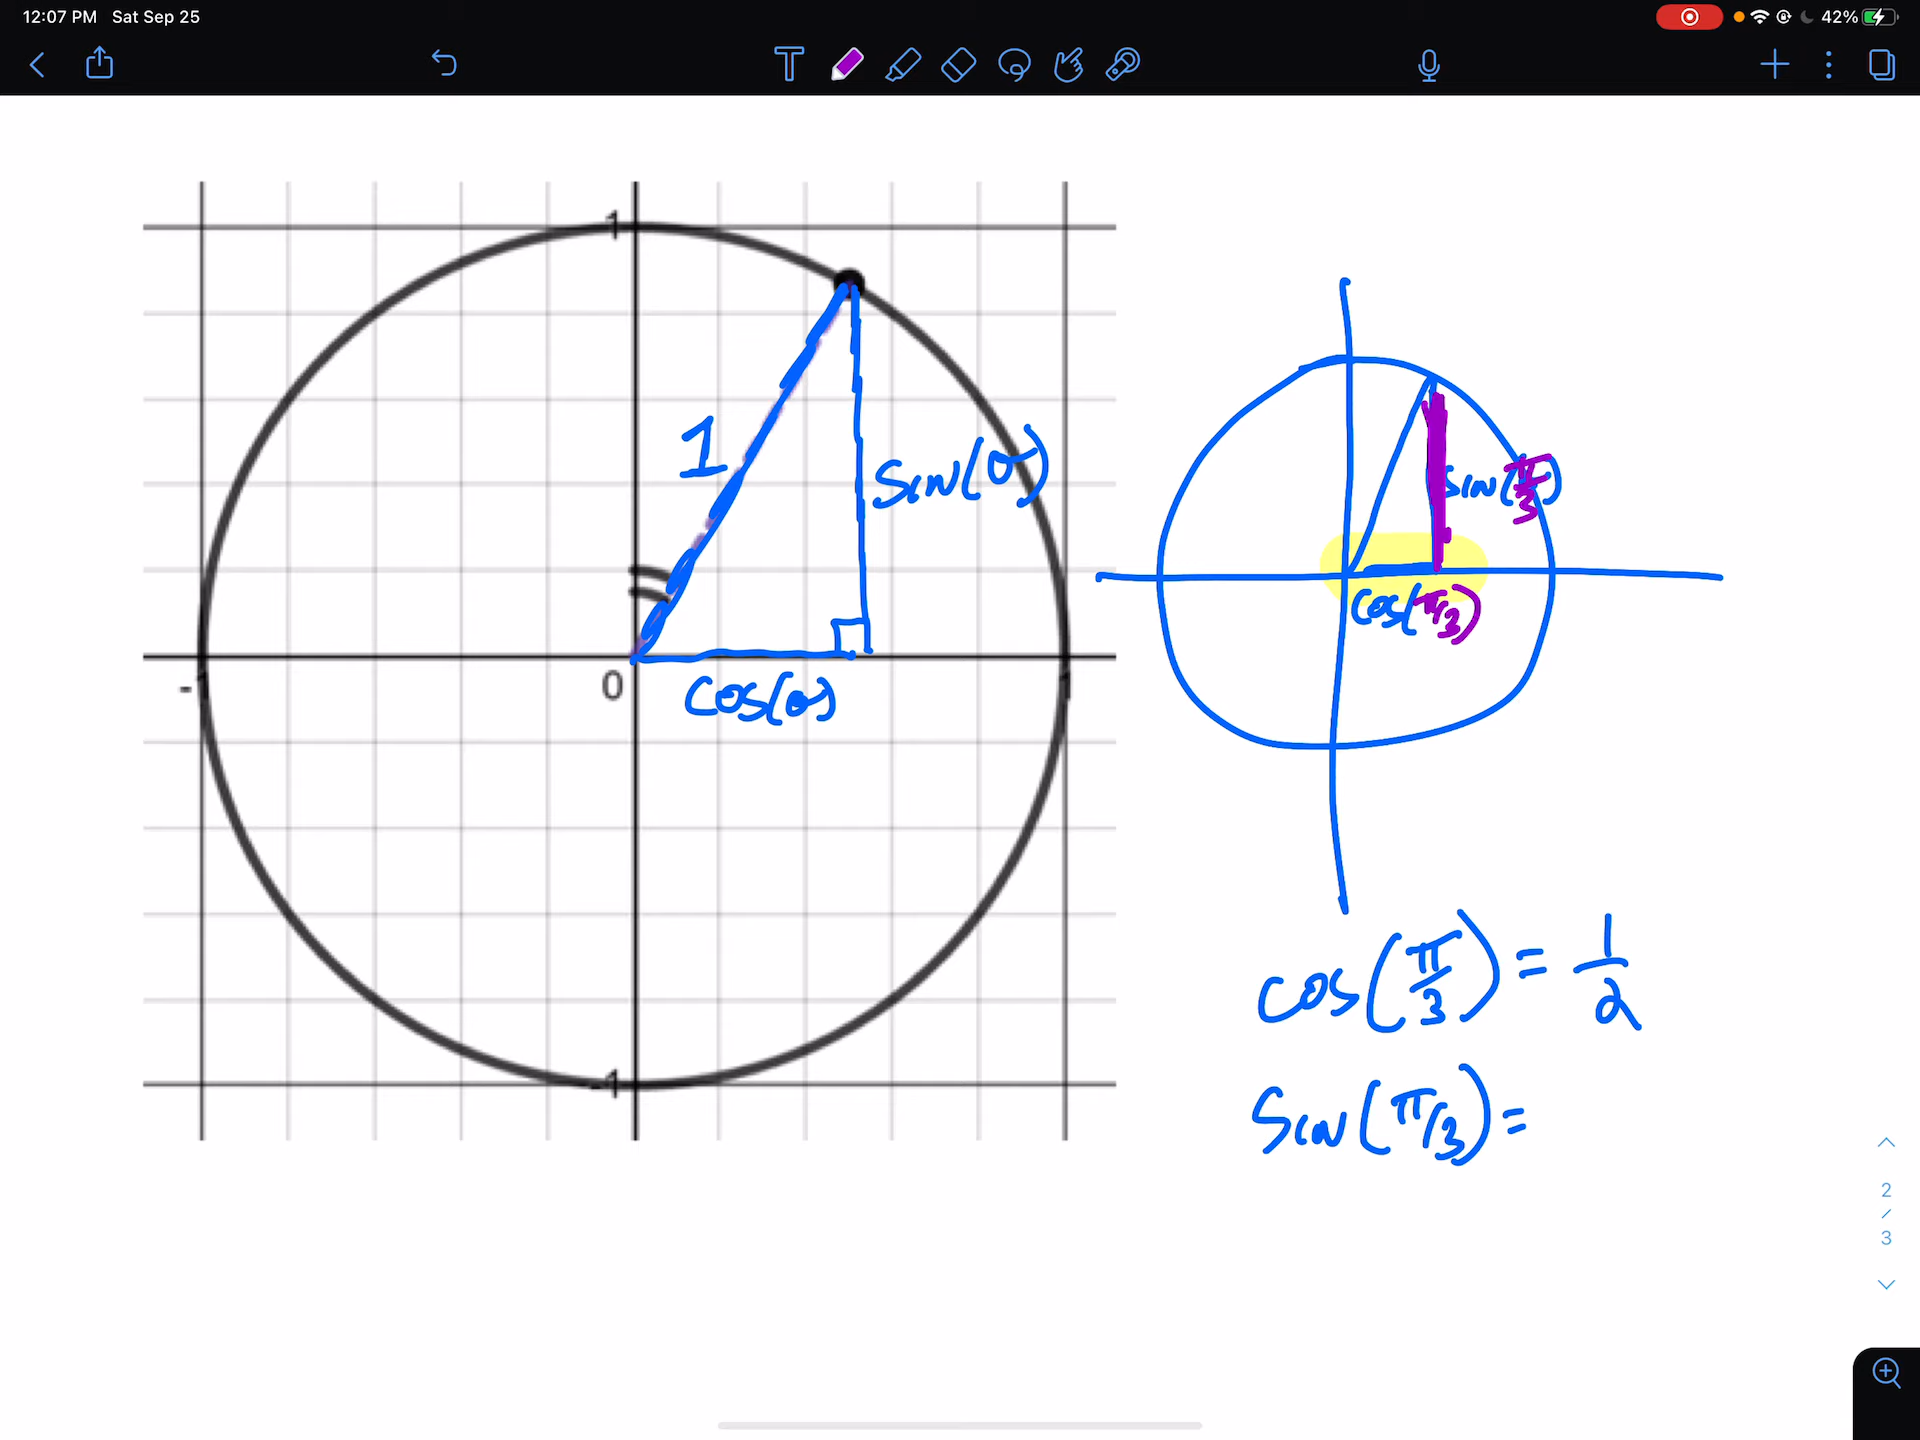 12:07 PM Sat Sep 25
42%
T
1
1
sin(θ)
sin(π/3)
cos(π/3)
-1
0
1
cos(θ)
-1
cos(π/3) = 1/2
sin(π/3) =
2
/
3